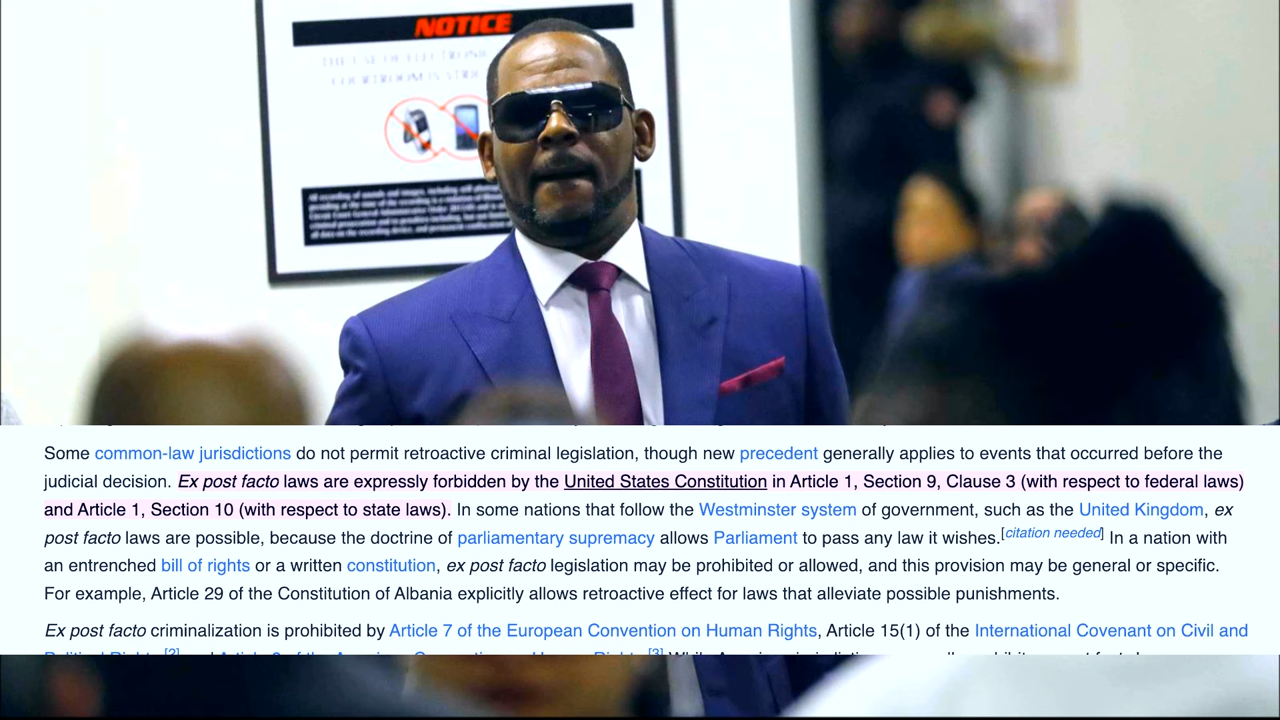 NOTICE
THE USE OF ELECTRONIC
COURTROOM IS STRIC
Some common-law jurisdictions do not permit retroactive criminal legislation, though new precedent generally applies to events that occurred before the
judicial decision. Ex post facto laws are expressly forbidden by the United States Constitution in Article 1, Section 9, Clause 3 (with respect to federal laws)
and Article 1, Section 10 (with respect to state laws). In some nations that follow the Westminster system of government, such as the United Kingdom, ex
post facto laws are possible, because the doctrine of parliamentary supremacy allows Parliament to pass any law it wishes.[citation needed] In a nation with
an entrenched bill of rights or a written constitution, ex post facto legislation may be prohibited or allowed, and this provision may be general or specific.
For example, Article 29 of the Constitution of Albania explicitly allows retroactive effect for laws that alleviate possible punishments.
Ex post facto criminalization is prohibited by Article 7 of the European Convention on Human Rights, Article 15(1) of the International Covenant on Civil and